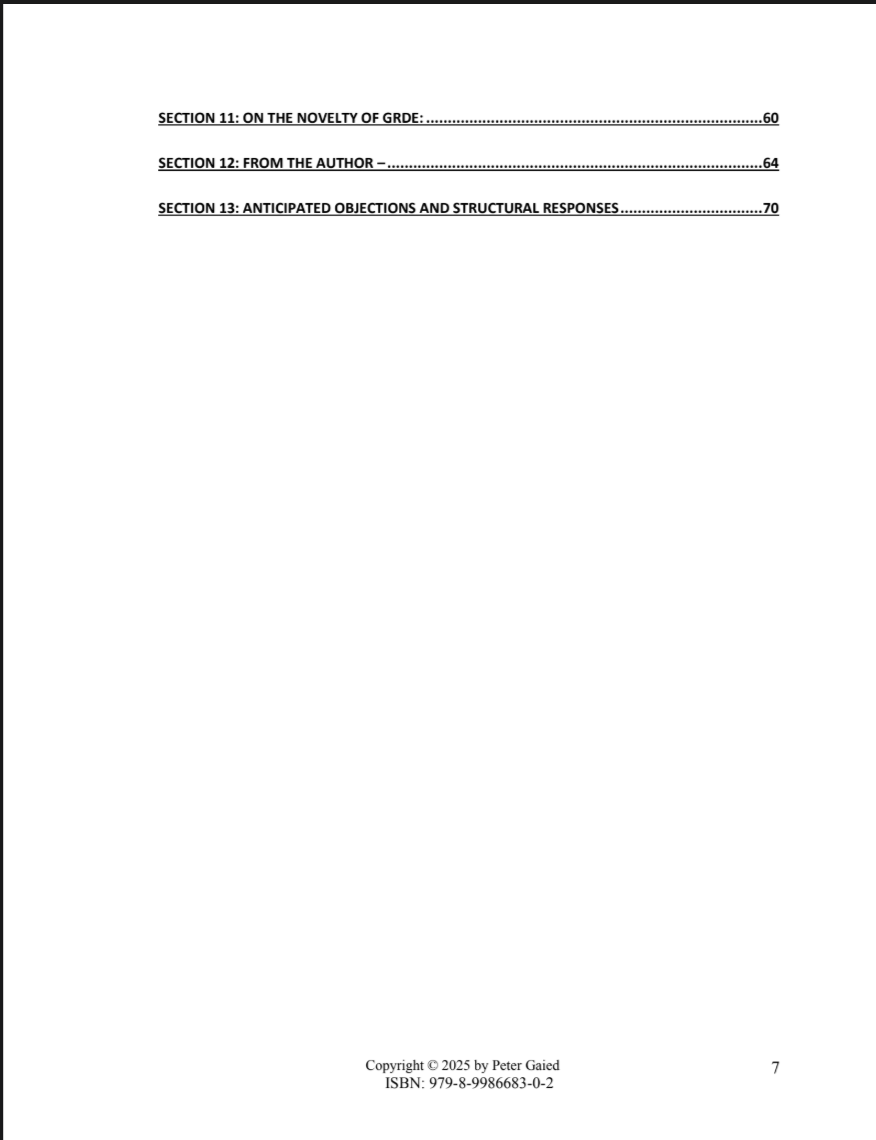 SECTION 11: ON THE NOVELTY OF GRDE: ................................................................................60
SECTION 12: FROM THE AUTHOR – ........................................................................................64
SECTION 13: ANTICIPATED OBJECTIONS AND STRUCTURAL RESPONSES.................................70
Copyright © 2025 by Peter Gaied
7
ISBN: 979-8-9986683-0-2